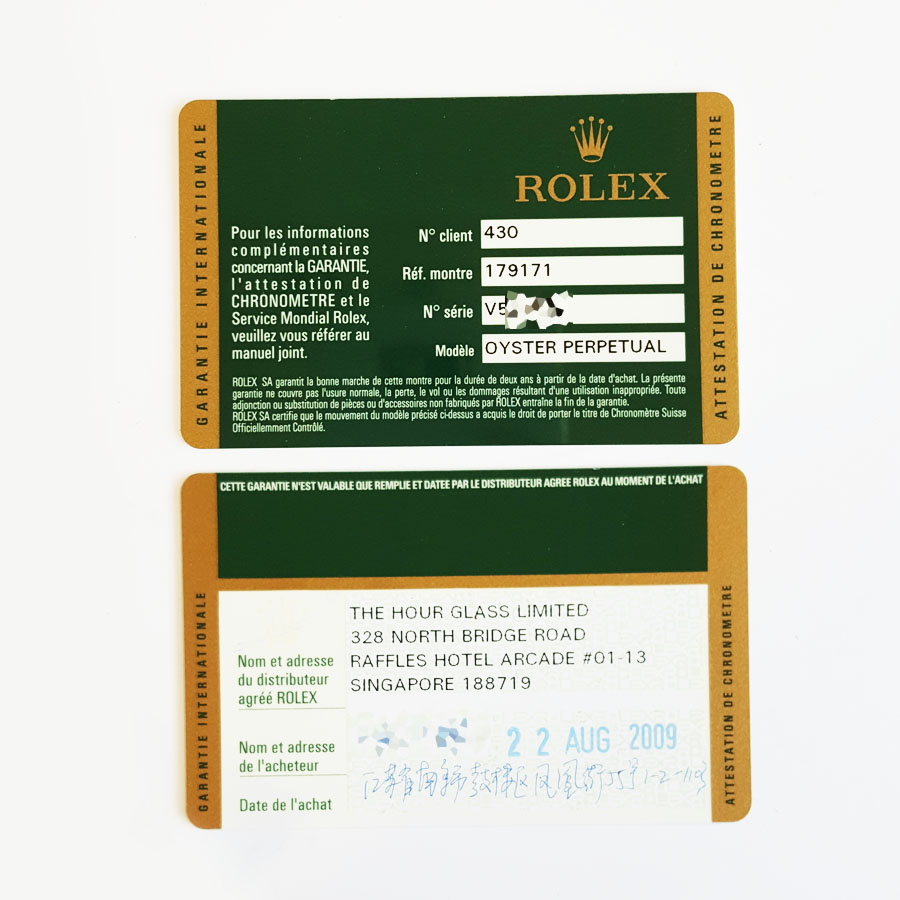 GARANTIE INTERNATIONALE
ROLEX
Pour les informations
complémentaires
concernant la GARANTIE,
l'attestation de
CHRONOMETRE et le
Service Mondial Rolex,
veuillez vous référer au
manuel joint.
N° client 430
Réf. montre 179171
N° série V5
Modèle OYSTER PERPETUAL
ROLEX SA garantit la bonne marche de cette montre pour la durée de deux ans à partir de la date d'achat. La présente
garantie ne couvre pas l'usure normale, la perte, le vol ou les dommages résultant d'une utilisation inappropriée. Toute
adjonction ou substitution de pièces ou d'accessoires non fabriqués par ROLEX entraîne la fin de la garantie.
ROLEX SA certifie que le mouvement du modèle précisé ci-dessus a acquis le droit de porter le titre de Chronomètre Suisse
Officiellement Contrôlé.
ATTESTATION DE CHRONOMETRE
CETTE GARANTIE N'EST VALABLE QUE REMPLIE ET DATEE PAR LE DISTRIBUTEUR AGREE ROLEX AU MOMENT DE L'ACHAT
GARANTIE INTERNATIONALE
Nom et adresse
du distributeur
agréé ROLEX
THE HOUR GLASS LIMITED
328 NORTH BRIDGE ROAD
RAFFLES HOTEL ARCADE #01-13
SINGAPORE 188719
Nom et adresse
de l'acheteur
22 AUG 2009
Date de l'achat
ATTESTATION DE CHRONOMETRE